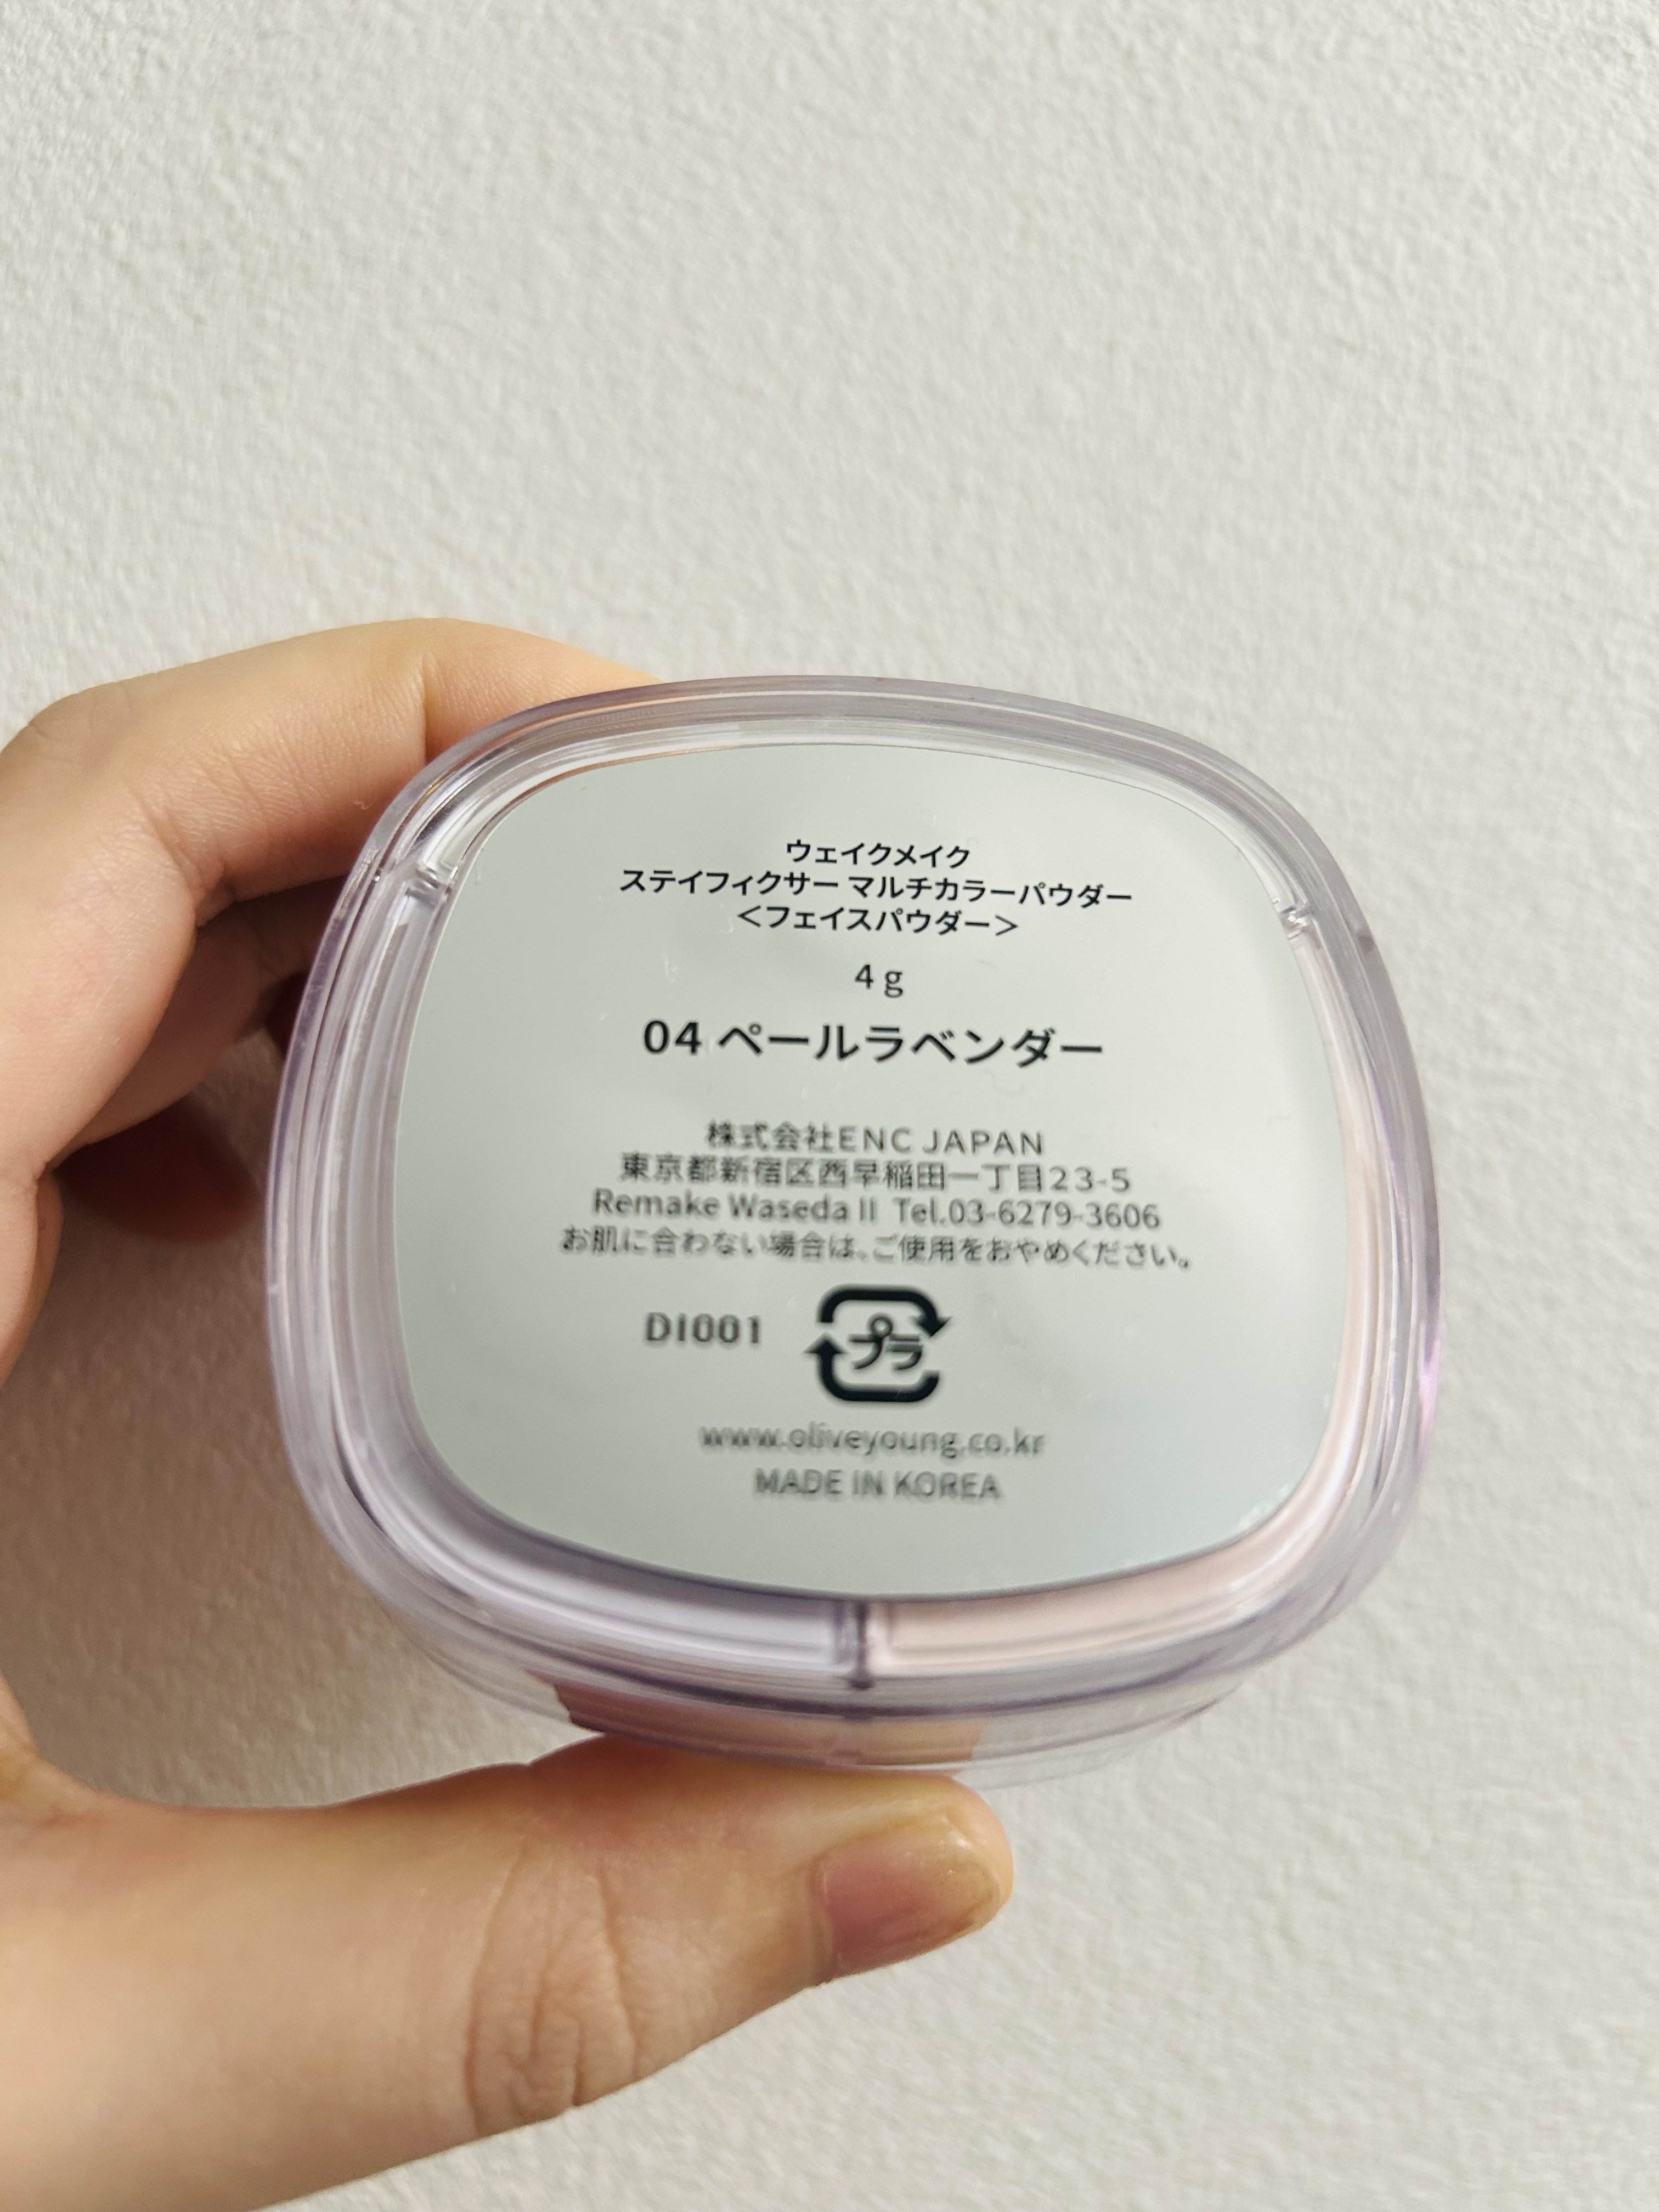 ウェイクメイク
ステイフィクサー マルチカラーパウダー
＜フェイスパウダー＞
4 g
04 ペールラベンダー
株式会社ENC JAPAN
東京都新宿区西早稲田一丁目23-5
Remake Waseda II Tel.03-6279-3606
お肌に合わない場合は、ご使用をおやめください。
DI001 プラ
www.oliveyoung.co.kr
MADE IN KOREA